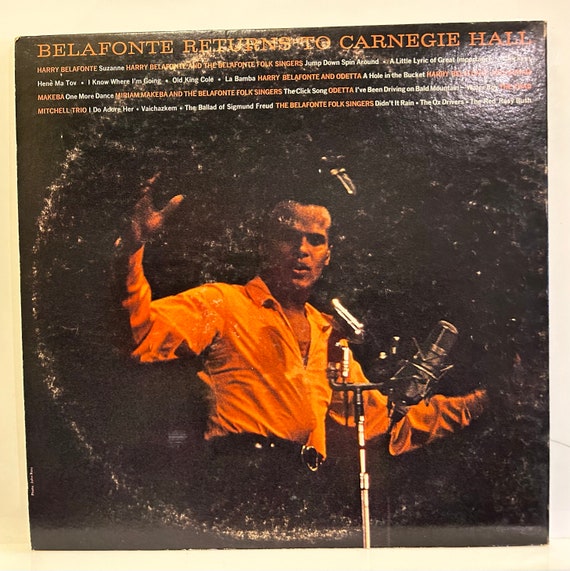 BELAFONTE RETURNS TO CARNEGIE HALL
HARRY BELAFONTE Suzanne HARRY BELAFONTE AND THE BELAFONTE FOLK SINGERS Jump Down Spin Around • A Little Lyric of Great
Henè Ma Tov • I Know Where I'm Going • Old King Cole • La Bamba HARRY BELAFONTE AND ODETTA A Hole in the Bucket HARRY
MAKEBA One More Dance MIRIAM MAKEBA AND THE BELAFONTE FOLK SINGERS The Click Song ODETTA I've Been Driving on Bald Mountain
MITCHELL TRIO I Do Adore Her • Vaichazkem • The Ballad of Sigmund Freud THE BELAFONTE FOLK SINGERS Didn't It Rain • The Ox Drivers • The Red Rosy Bush